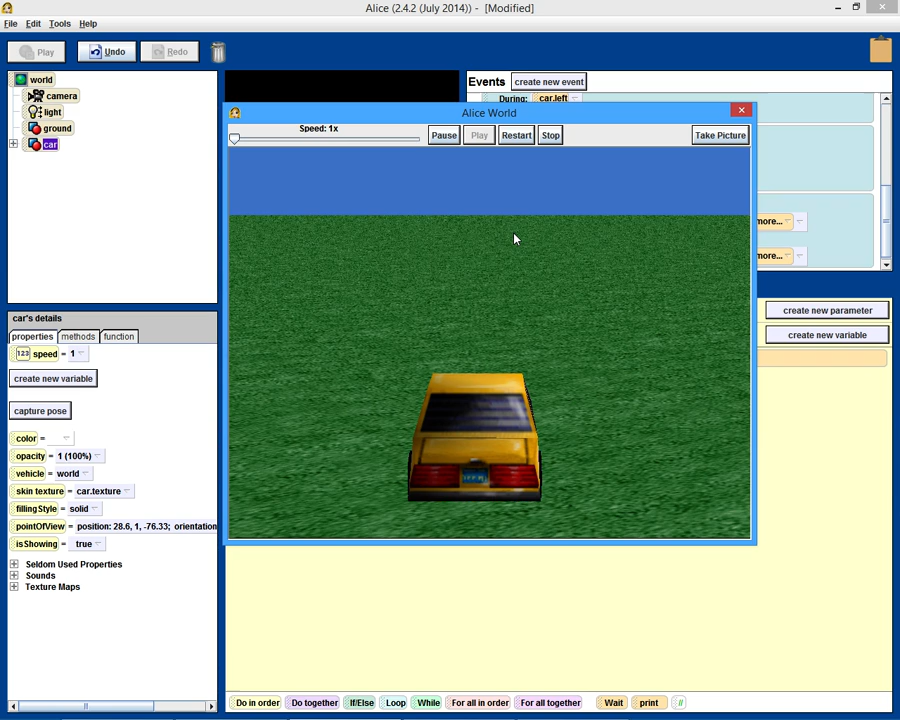 Alice (2.4.2 (July 2014)) - [Modified]
File Edit Tools Help
Play Undo Redo
world
camera
light
ground
car
Events create new event
During: car.left
Alice World
Speed: 1x
Pause Play Restart Stop Take Picture
more...
more...
car's details
properties methods function
123 speed = 1
create new variable
capture pose
color =
opacity = 1 (100%)
vehicle = world
skin texture = car.texture
fillingStyle = solid
pointOfView = position: 28.6, 1, -76.33; orientation
isShowing = true
Seldom Used Properties
Sounds
Texture Maps
create new parameter
create new variable
Do in order Do together If/Else Loop While For all in order For all together Wait print //